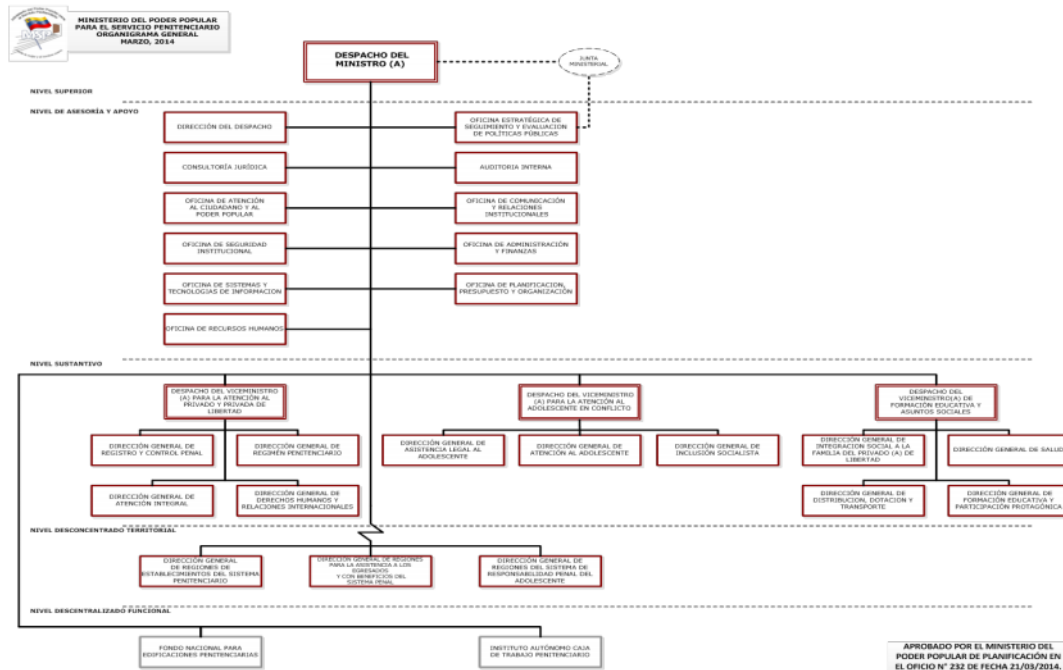 MSP
MINISTERIO DEL PODER POPULAR
PARA EL SERVICIO PENITENCIARIO
ORGANIGRAMA GENERAL
MARZO, 2014
DESPACHO DEL
MINISTRO (A)
JUNTA
MINISTERIAL
NIVEL SUPERIOR
NIVEL DE ASESORÍA Y APOYO
DIRECCIÓN DEL DESPACHO
OFICINA ESTRATÉGICA DE
SEGUIMIENTO Y EVALUACION
DE POLÍTICAS PÚBLICAS
CONSULTORÍA JURÍDICA
AUDITORIA INTERNA
OFICINA DE ATENCIÓN
AL CIUDADANO Y AL
PODER POPULAR
OFICINA DE COMUNICACIÓN
Y RELACIONES
INSTITUCIONALES
OFICINA DE SEGURIDAD
INSTITUCIONAL
OFICINA DE ADMINISTRACIÓN
Y FINANZAS
OFICINA DE SISTEMAS Y
TECNOLOGIAS DE INFORMACION
OFICINA DE PLANIFICACION,
PRESUPUESTO Y ORGANIZACIÓN
OFICINA DE RECURSOS HUMANOS
NIVEL SUSTANTIVO
DESPACHO DEL VICEMINISTRO
(A) PARA LA ATENCIÓN AL
PRIVADO Y PRIVADA DE
LIBERTAD
DESPACHO DEL VICEMINISTRO
(A) PARA LA ATENCIÓN AL
ADOLESCENTE EN CONFLICTO
DESPACHO DEL
VICEMINISTRO(A) DE
FORMACIÓN EDUCATIVA Y
ASUNTOS SOCIALES
DIRECCIÓN GENERAL DE
REGISTRO Y CONTROL PENAL
DIRECCIÓN GENERAL DE
REGIMÉN PENITENCIARIO
DIRECCIÓN GENERAL DE
ASISTENCIA LEGAL AL
ADOLESCENTE
DIRECCIÓN GENERAL DE
ATENCIÓN AL ADOLESCENTE
DIRECCIÓN GENERAL DE
INCLUSIÓN SOCIALISTA
DIRECCIÓN GENERAL DE
INTEGRACIÓN SOCIAL A LA
FAMILIA DEL PRIVADO (A) DE
LIBERTAD
DIRECCIÓN GENERAL DE SALUD
DIRECCIÓN GENERAL DE
ATENCIÓN INTEGRAL
DIRECCIÓN GENERAL DE
DERECHOS HUMANOS Y
RELACIONES INTERNACIONALES
DIRECCIÓN GENERAL DE
DISTRIBUCION, DOTACION Y
TRANSPORTE
DIRECCIÓN GENERAL DE
FORMACIÓN EDUCATIVA Y
PARTICIPACIÓN PROTAGÓNICA
NIVEL DESCONCENTRADO TERRITORIAL
DIRECCIÓN GENERAL
DE REGIONES DE
ESTABLECIMIENTOS DEL SISTEMA
PENITENCIARIO
DIRECCIÓN GENERAL DE REGIONES
PARA LA ASISTENCIA A LOS
EGRESADOS
Y CON BENEFICIOS DEL
SISTEMA PENAL
DIRECCIÓN GENERAL DE
REGIONES DEL SISTEMA DE
RESPONSABILIDAD PENAL DEL
ADOLESCENTE
NIVEL DESCENTRALIZADO FUNCIONAL
FONDO NACIONAL PARA
EDIFICACIONES PENITENCIARIAS
INSTITUTO AUTÓNOMO CAJA
DE TRABAJO PENITENCIARIO
APROBADO POR EL MINISTERIO DEL
PODER POPULAR DE PLANIFICACIÓN EN
EL OFICIO N° 232 DE FECHA 21/03/2014.